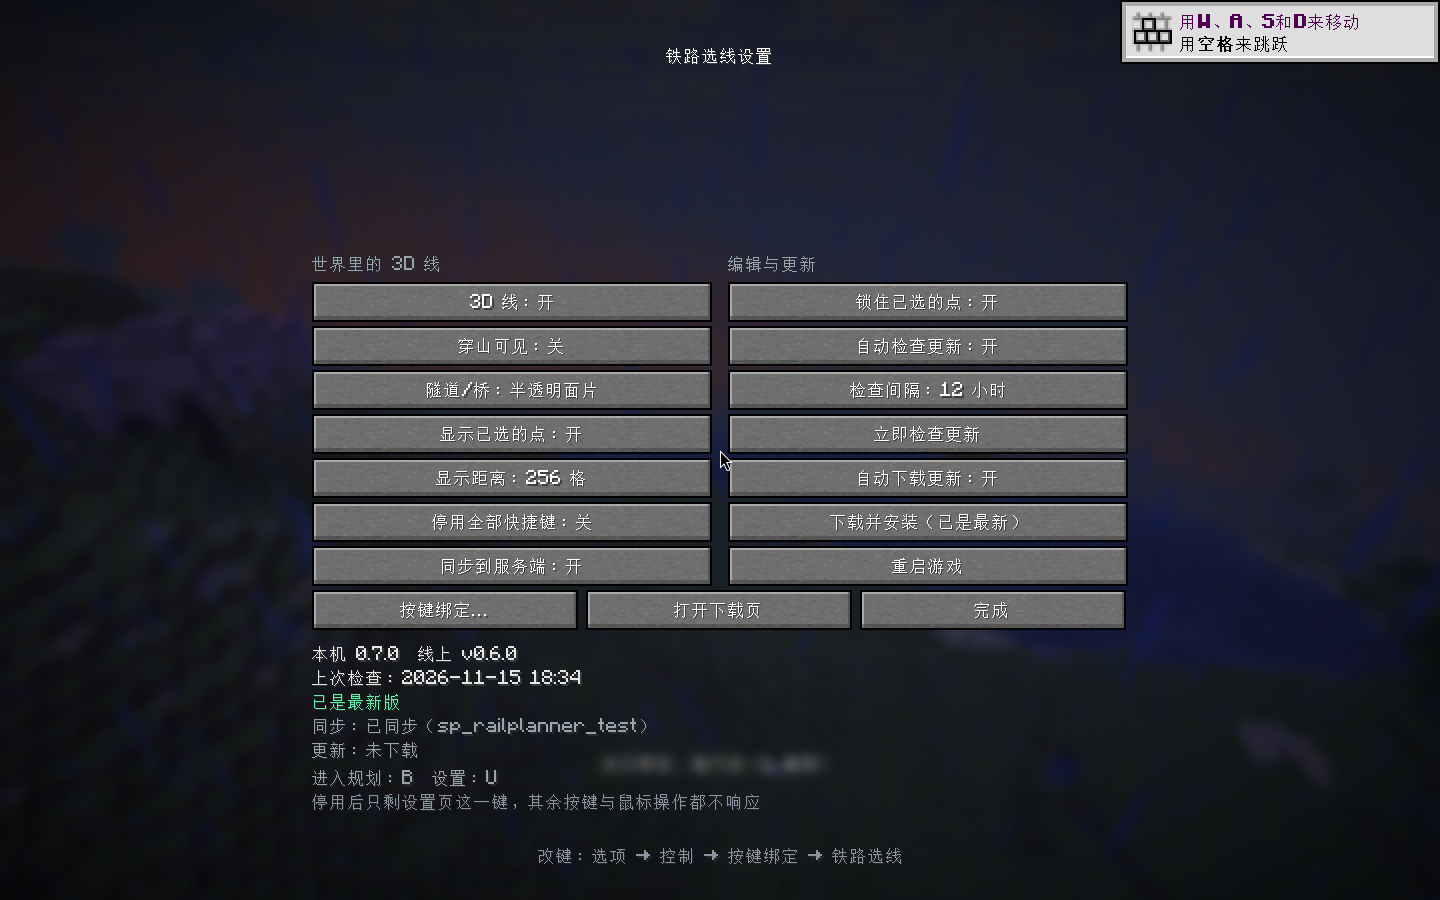 用W、A、S和D来移动
用空格来跳跃
铁路选线设置
世界里的 3D 线
3D 线：开
穿山可见：关
隧道/桥：半透明面片
显示已选的点：开
显示距离：256 格
停用全部快捷键：关
同步到服务端：开
编辑与更新
锁住已选的点：开
自动检查更新：开
检查间隔：12 小时
立即检查更新
自动下载更新：开
下载并安装（已是最新）
重启游戏
按键绑定...
打开下载页
完成
本机 0.7.0 线上 v0.6.0
上次检查：2026-11-15 18:34
已是最新版
同步：已同步（sp_railplanner_test）
更新：未下载
进入规划：B 设置：U
停用后只剩设置页这一键，其余按键与鼠标操作都不响应
改键：选项 → 控制 → 按键绑定 → 铁路选线